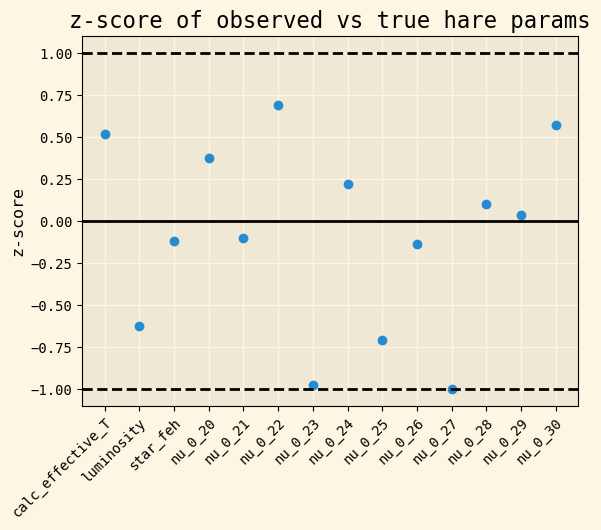 z-score of observed vs true hare params
z-score
1.00
0.75
0.50
0.25
0.00
−0.25
−0.50
−0.75
−1.00
calc_effective_T
luminosity
star_feh
nu_0_20
nu_0_21
nu_0_22
nu_0_23
nu_0_24
nu_0_25
nu_0_26
nu_0_27
nu_0_28
nu_0_29
nu_0_30